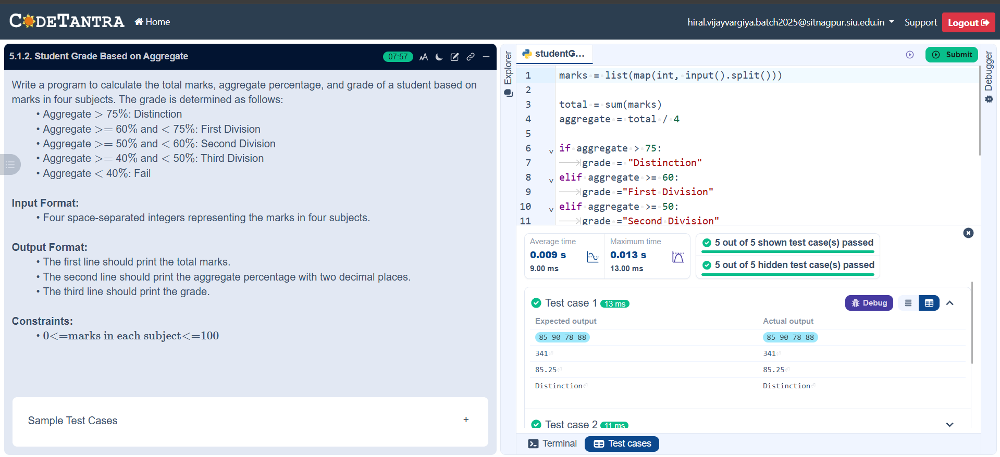 CODETANTRA Home
hiral.vijayvargiya.batch2025@sitnagpur.siu.edu.in Support Logout
5.1.2. Student Grade Based on Aggregate 07:57 AA
Write a program to calculate the total marks, aggregate percentage, and grade of a student based on
marks in four subjects. The grade is determined as follows:
• Aggregate > 75%: Distinction
• Aggregate >= 60% and < 75%: First Division
• Aggregate >= 50% and < 60%: Second Division
• Aggregate >= 40% and < 50%: Third Division
• Aggregate < 40%: Fail
Input Format:
• Four space-separated integers representing the marks in four subjects.
Output Format:
• The first line should print the total marks.
• The second line should print the aggregate percentage with two decimal places.
• The third line should print the grade.
Constraints:
• 0<=marks in each subject<=100
Sample Test Cases +
Explorer
studentG...
Submit
Debugger
1 marks = list(map(int, input().split()))
2
3 total = sum(marks)
4 aggregate = total / 4
5
6 if aggregate > 75:
7 grade = "Distinction"
8 elif aggregate >= 60:
9 grade ="First Division"
10 elif aggregate >= 50:
11 grade ="Second Division"
Average time
0.009 s
9.00 ms
Maximum time
0.013 s
13.00 ms
5 out of 5 shown test case(s) passed
5 out of 5 hidden test case(s) passed
Test case 1 13 ms
Debug
Expected output Actual output
85 90 78 88 85 90 78 88
341 341
85.25 85.25
Distinction Distinction
Test case 2 11 ms
Terminal Test cases